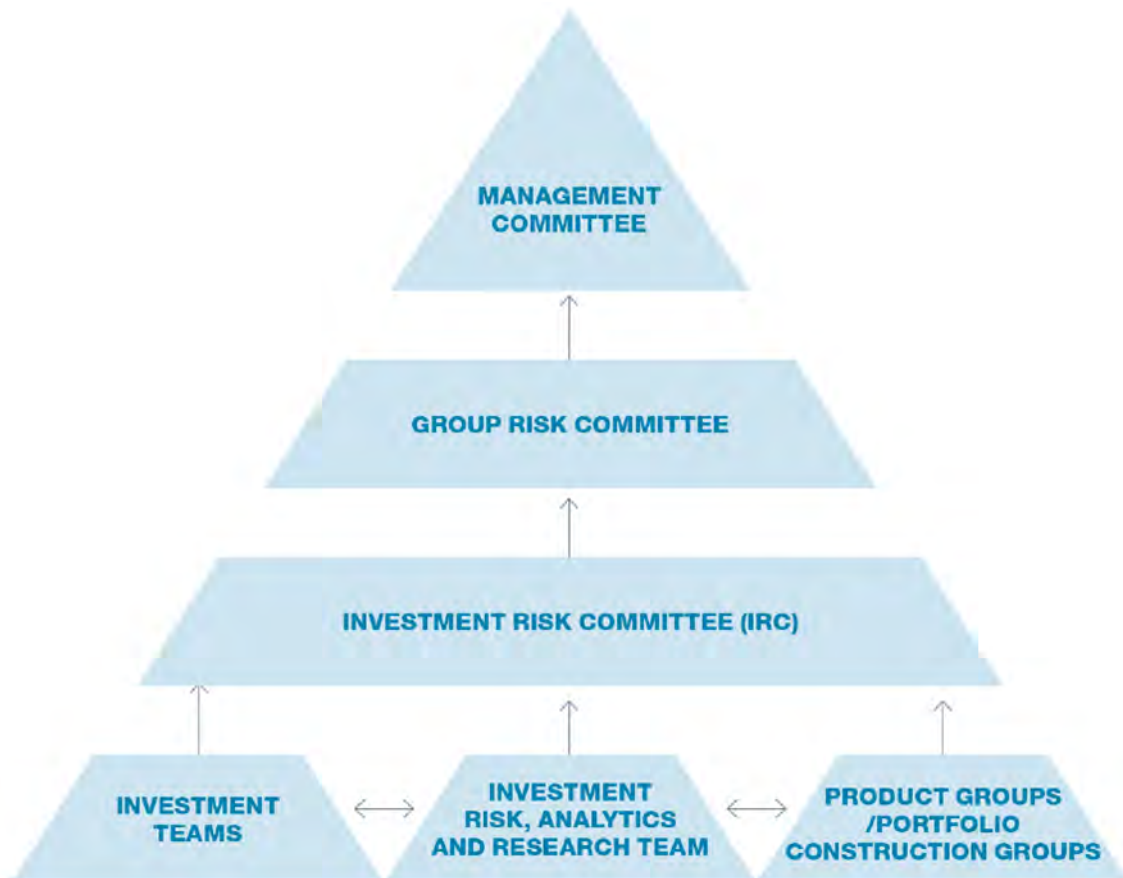 MANAGEMENT
COMMITTEE
GROUP RISK COMMITTEE
INVESTMENT RISK COMMITTEE (IRC)
INVESTMENT
TEAMS
INVESTMENT
RISK, ANALYTICS
AND RESEARCH TEAM
PRODUCT GROUPS
/PORTFOLIO
CONSTRUCTION GROUPS